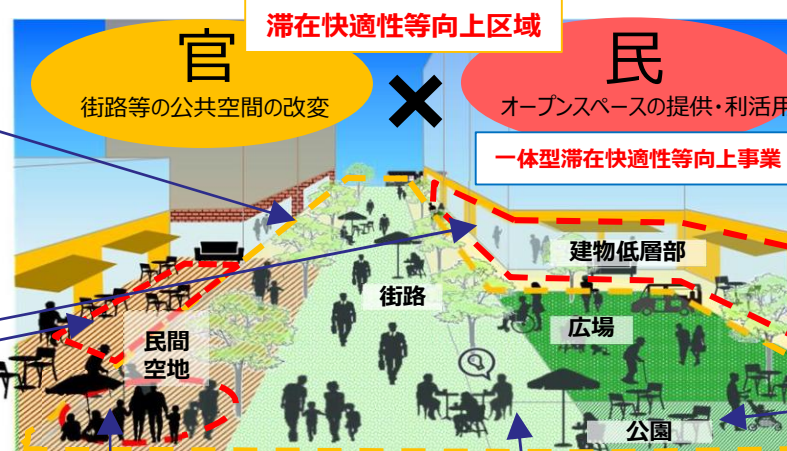 滞在快適性等向上区域
官
街路等の公共空間の改変
×
民
オープンスペースの提供・利活用
一体型滞在快適性等向上事業
建物低層部
街路
広場
民間
空地
公園